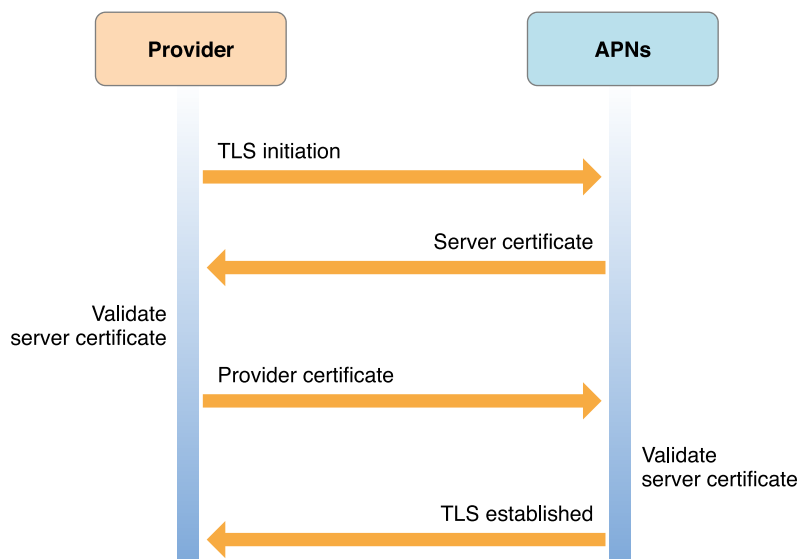 Provider
APNs
TLS initiation
Server certificate
Validate
server certificate
Provider certificate
Validate
server certificate
TLS established